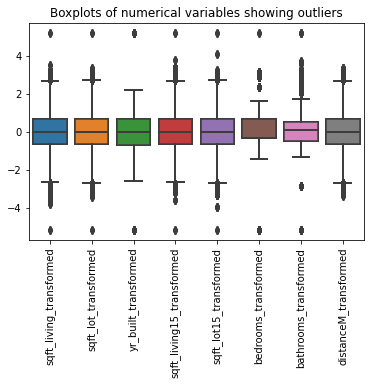 Boxplots of numerical variables showing outliers
4
2
0
−2
−4
sqft_living_transformed
sqft_lot_transformed
yr_built_transformed
sqft_living15_transformed
sqft_lot15_transformed
bedrooms_transformed
bathrooms_transformed
distanceM_transformed